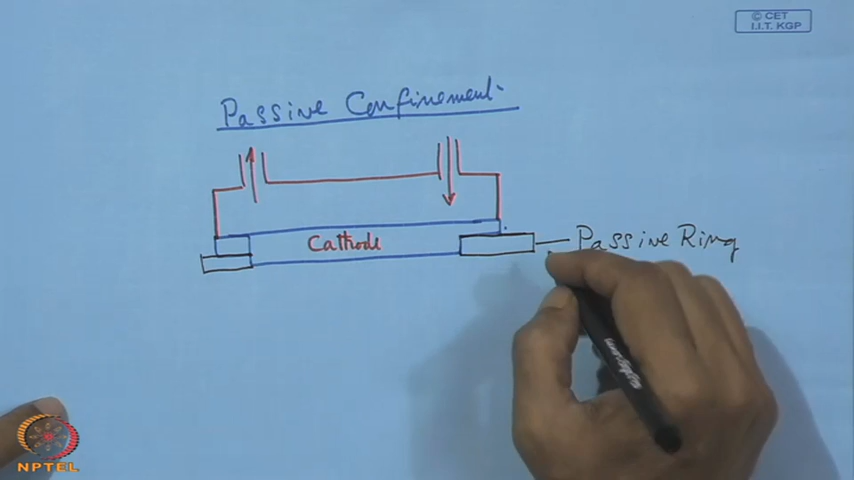 © CET
I.I.T. KGP
Passive Confinement
Cathode
Passive Ring
NPTEL